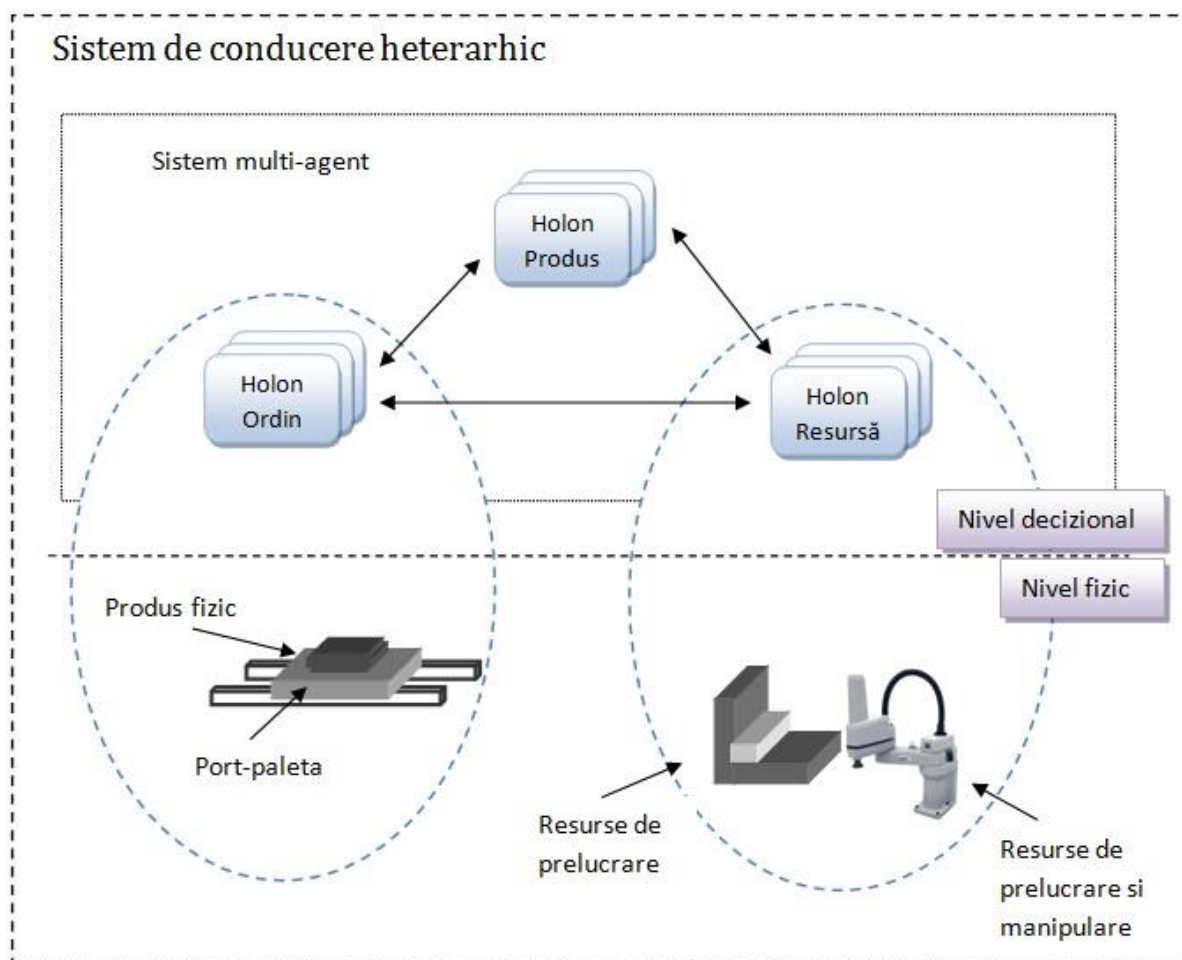 Sistem de conducere heterarhic
Sistem multi-agent
Holon
Produs
Holon
Ordin
Holon
Resursă
Nivel decizional
Nivel fizic
Produs fizic
Port-paleta
Resurse de
prelucrare
Resurse de
prelucrare si
manipulare